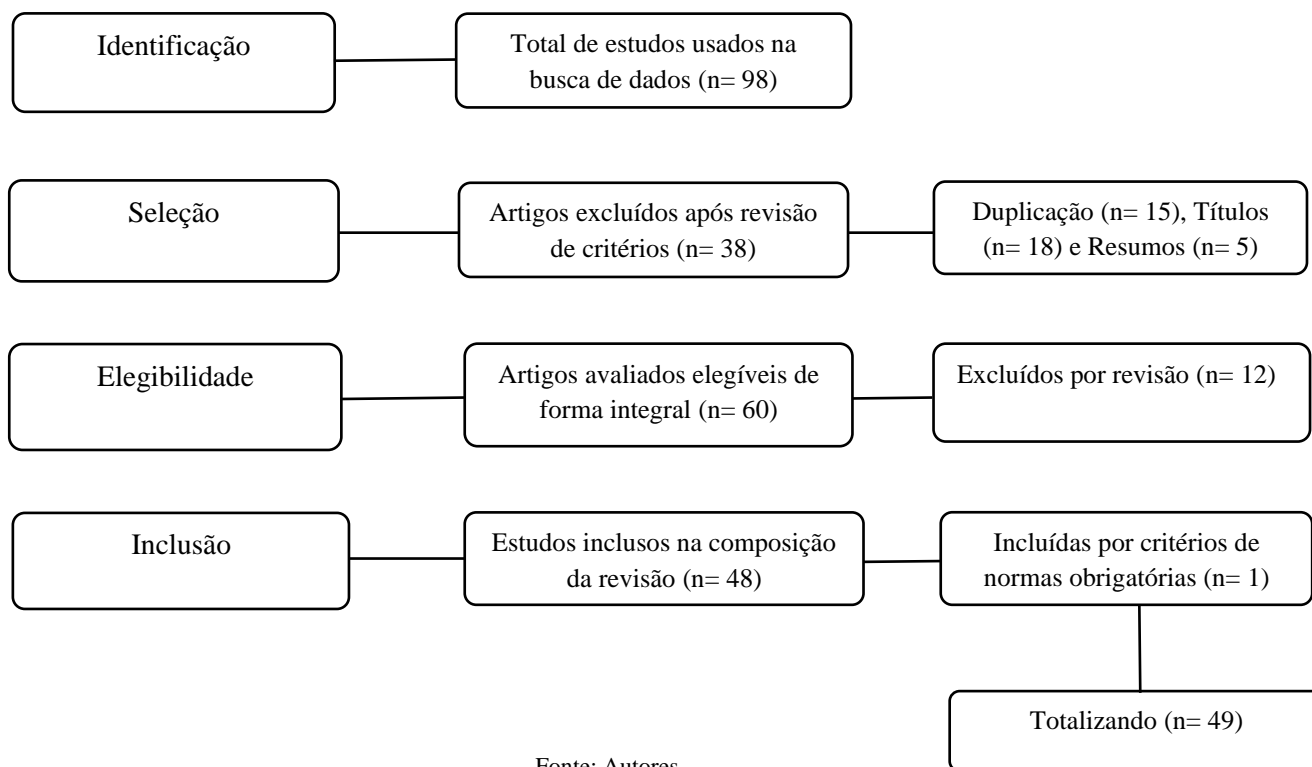 Identificação
Total de estudos usados na
busca de dados (n= 98)
Seleção
Artigos excluídos após revisão
de critérios (n= 38)
Duplicação (n= 15), Títulos
(n= 18) e Resumos (n= 5)
Elegibilidade
Artigos avaliados elegíveis de
forma integral (n= 60)
Excluídos por revisão (n= 12)
Inclusão
Estudos inclusos na composição
da revisão (n= 48)
Incluídas por critérios de
normas obrigatórias (n= 1)
Totalizando (n= 49)
Fonte: Autores